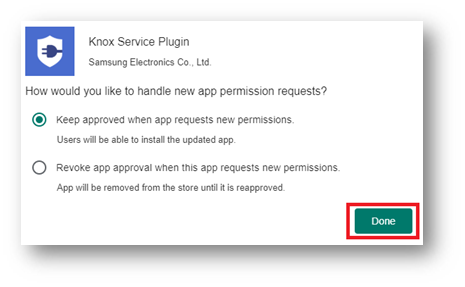 Knox Service Plugin
Samsung Electronics Co., Ltd.
How would you like to handle new app permission requests?
Keep approved when app requests new permissions.
Users will be able to install the updated app.
Revoke app approval when this app requests new permissions.
App will be removed from the store until it is reapproved.
Done